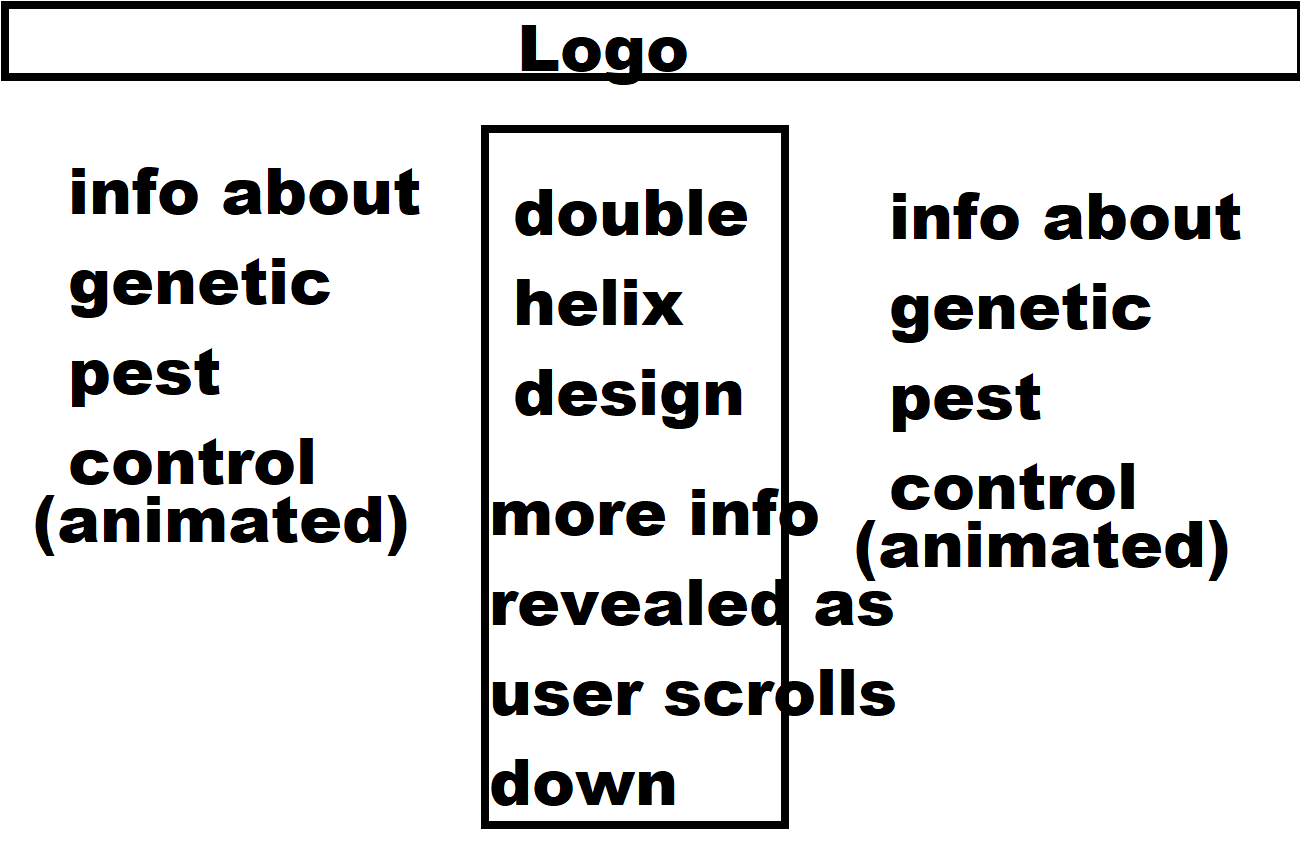 Logo
info about
genetic
pest
control
(animated)
double
helix
design
more info
revealed as
user scrolls
down
info about
genetic
pest
control
(animated)